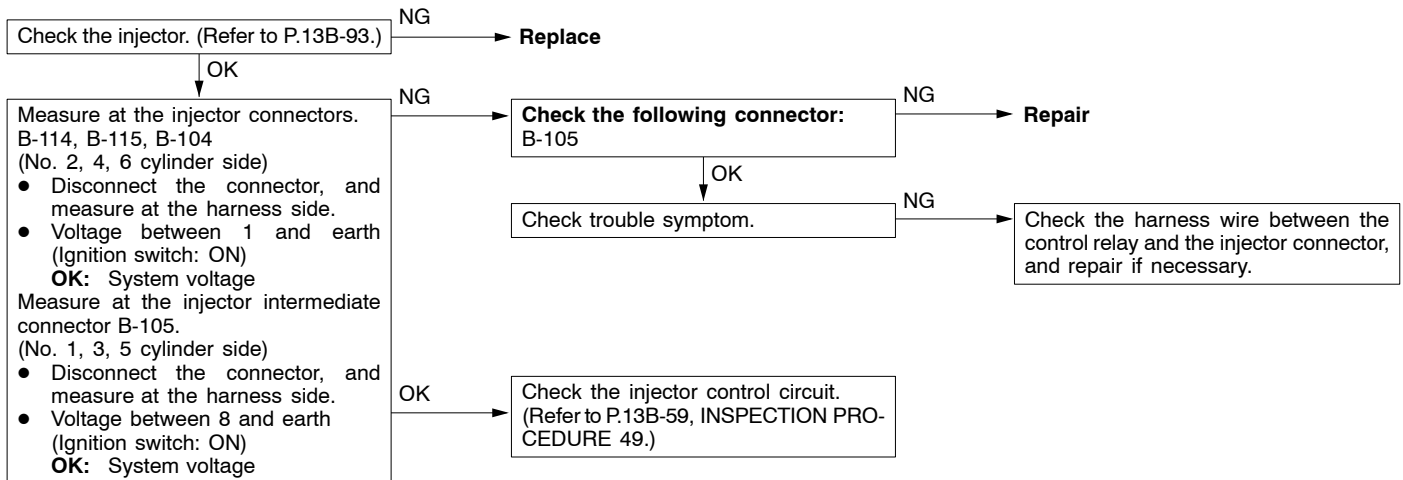 Check the injector. (Refer to P.13B-93.)
NG
Replace
OK
Measure at the injector connectors.
B-114, B-115, B-104
(No. 2, 4, 6 cylinder side)
● Disconnect the connector, and
measure at the harness side.
● Voltage between 1 and earth
(Ignition switch: ON)
OK: System voltage
Measure at the injector intermediate
connector B-105.
(No. 1, 3, 5 cylinder side)
● Disconnect the connector, and
measure at the harness side.
● Voltage between 8 and earth
(Ignition switch: ON)
OK: System voltage
NG
Check the following connector:
B-105
NG
Repair
OK
Check trouble symptom.
NG
Check the harness wire between the
control relay and the injector connector,
and repair if necessary.
OK
Check the injector control circuit.
(Refer to P.13B-59, INSPECTION PRO-
CEDURE 49.)